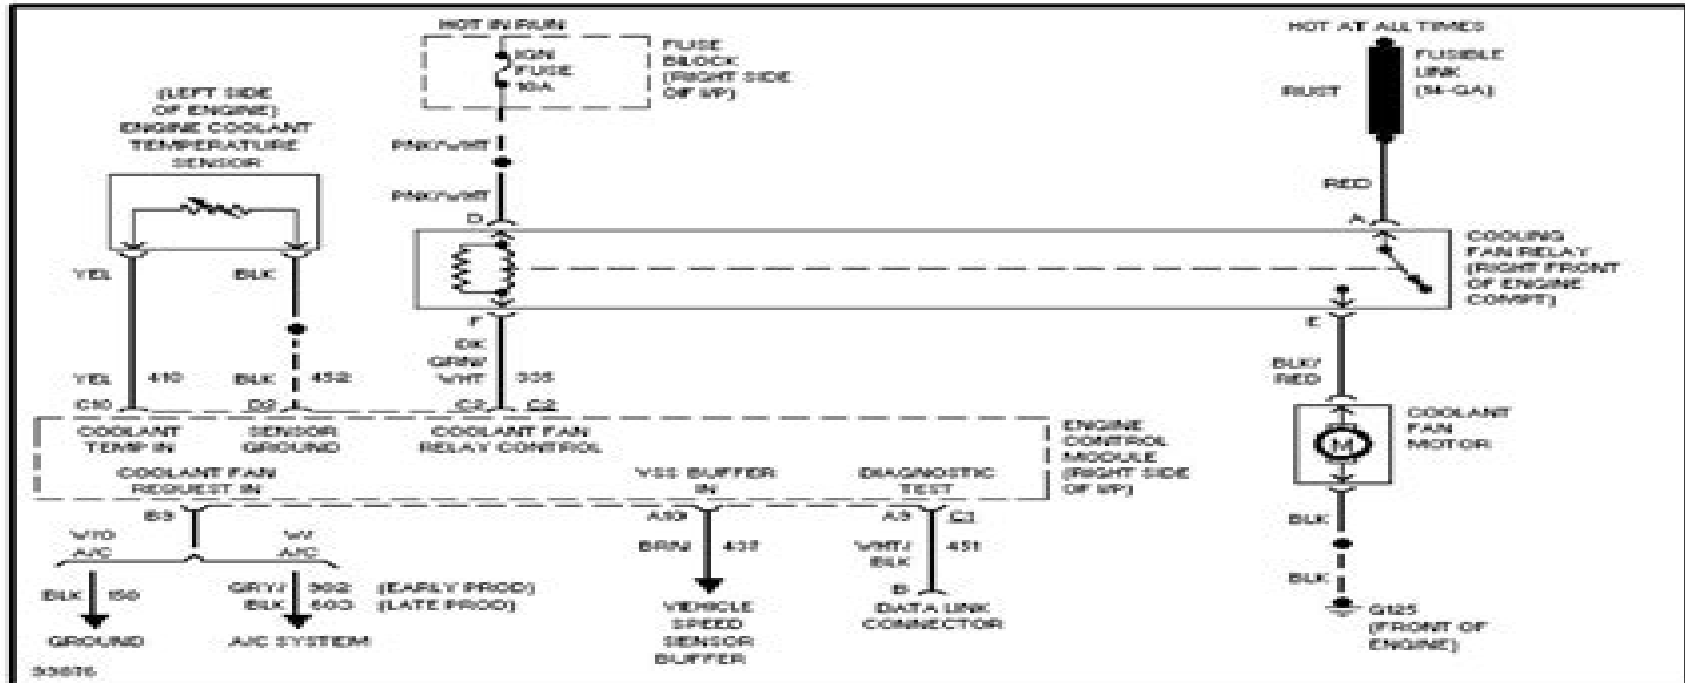 HOT IN RUN
IGN
FUSE
10A
FUSE
BLOCK
(RIGHT SIDE
OF I/P)
HOT AT ALL TIMES
FUSIBLE
LINK
(14-GA)
RUST
(LEFT SIDE
OF ENGINE)
ENGINE COOLANT
TEMPERATURE
SENSOR
PNK/WHT
PNK/WHT
D
RED
A
COOLING
FAN RELAY
(RIGHT FRONT
OF ENGINE
COMPT)
YEL
BLK
F
E
DK
GRN/
WHT 335
BLK/
RED
YEL 410
BLK 452
C10
D2
C2 C2
COOLANT
TEMP IN
SENSOR
GROUND
COOLANT FAN
RELAY CONTROL
ENGINE
CONTROL
MODULE
(RIGHT SIDE
OF I/P)
COOLANT
FAN
MOTOR
M
COOLANT FAN
REQUEST IN
VSS BUFFER
IN
DIAGNOSTIC
TEST
B3
A10
A9 C1
W/O
A/C
W/
A/C
BRN/ 437
WHT/ 451
BLK
BLK
BLK
BLK 150
GRY/ 902 (EARLY PROD)
BLK 603 (LATE PROD)
GROUND
A/C SYSTEM
VEHICLE
SPEED
SENSOR
BUFFER
DATA LINK
CONNECTOR
G125
(FRONT OF
ENGINE)